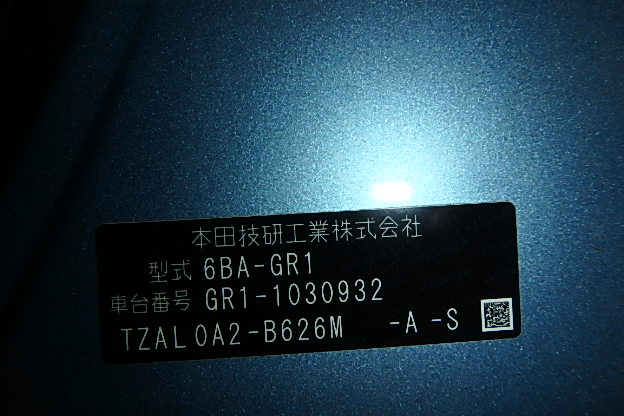 本田技研工業株式会社
型式 6BA-GR1
車台番号 GR1-1030932
TZAL0A2-B626M -A -S